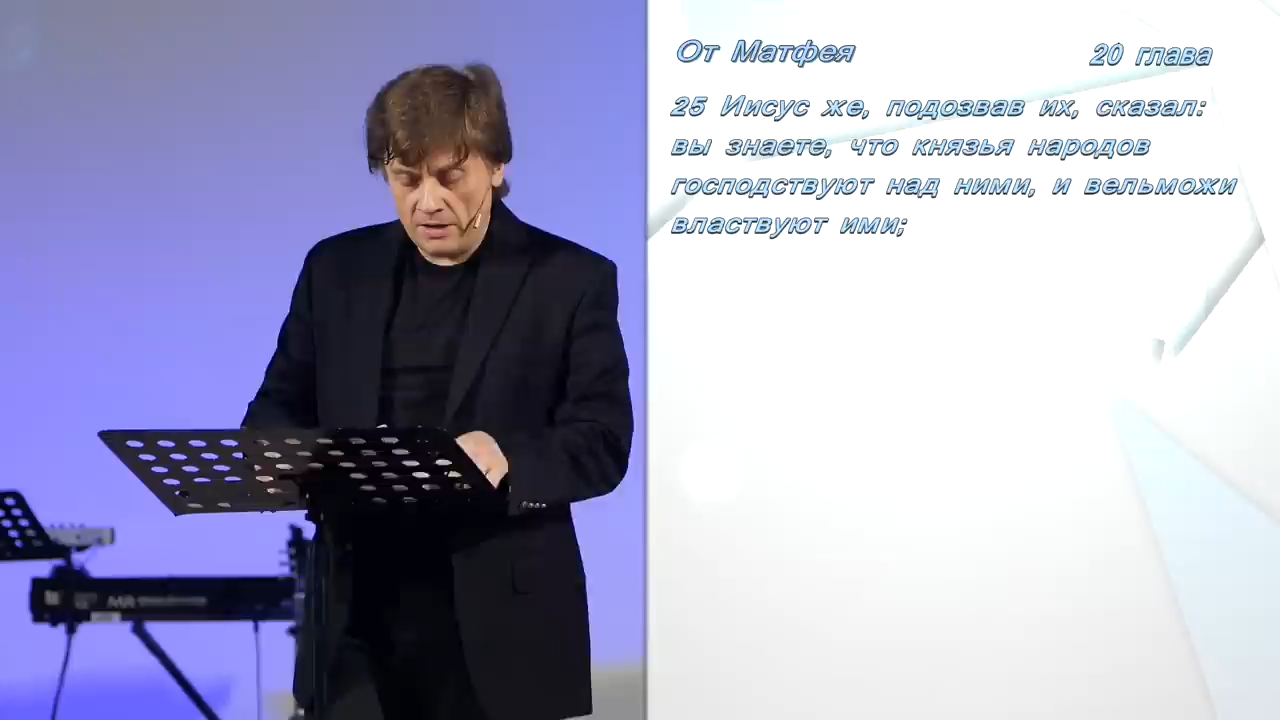 От Матфея 20 глава
25 Иисус же, подозвав их, сказал:
вы знаете, что князья народов
господствуют над ними, и вельможи
властвуют ими;